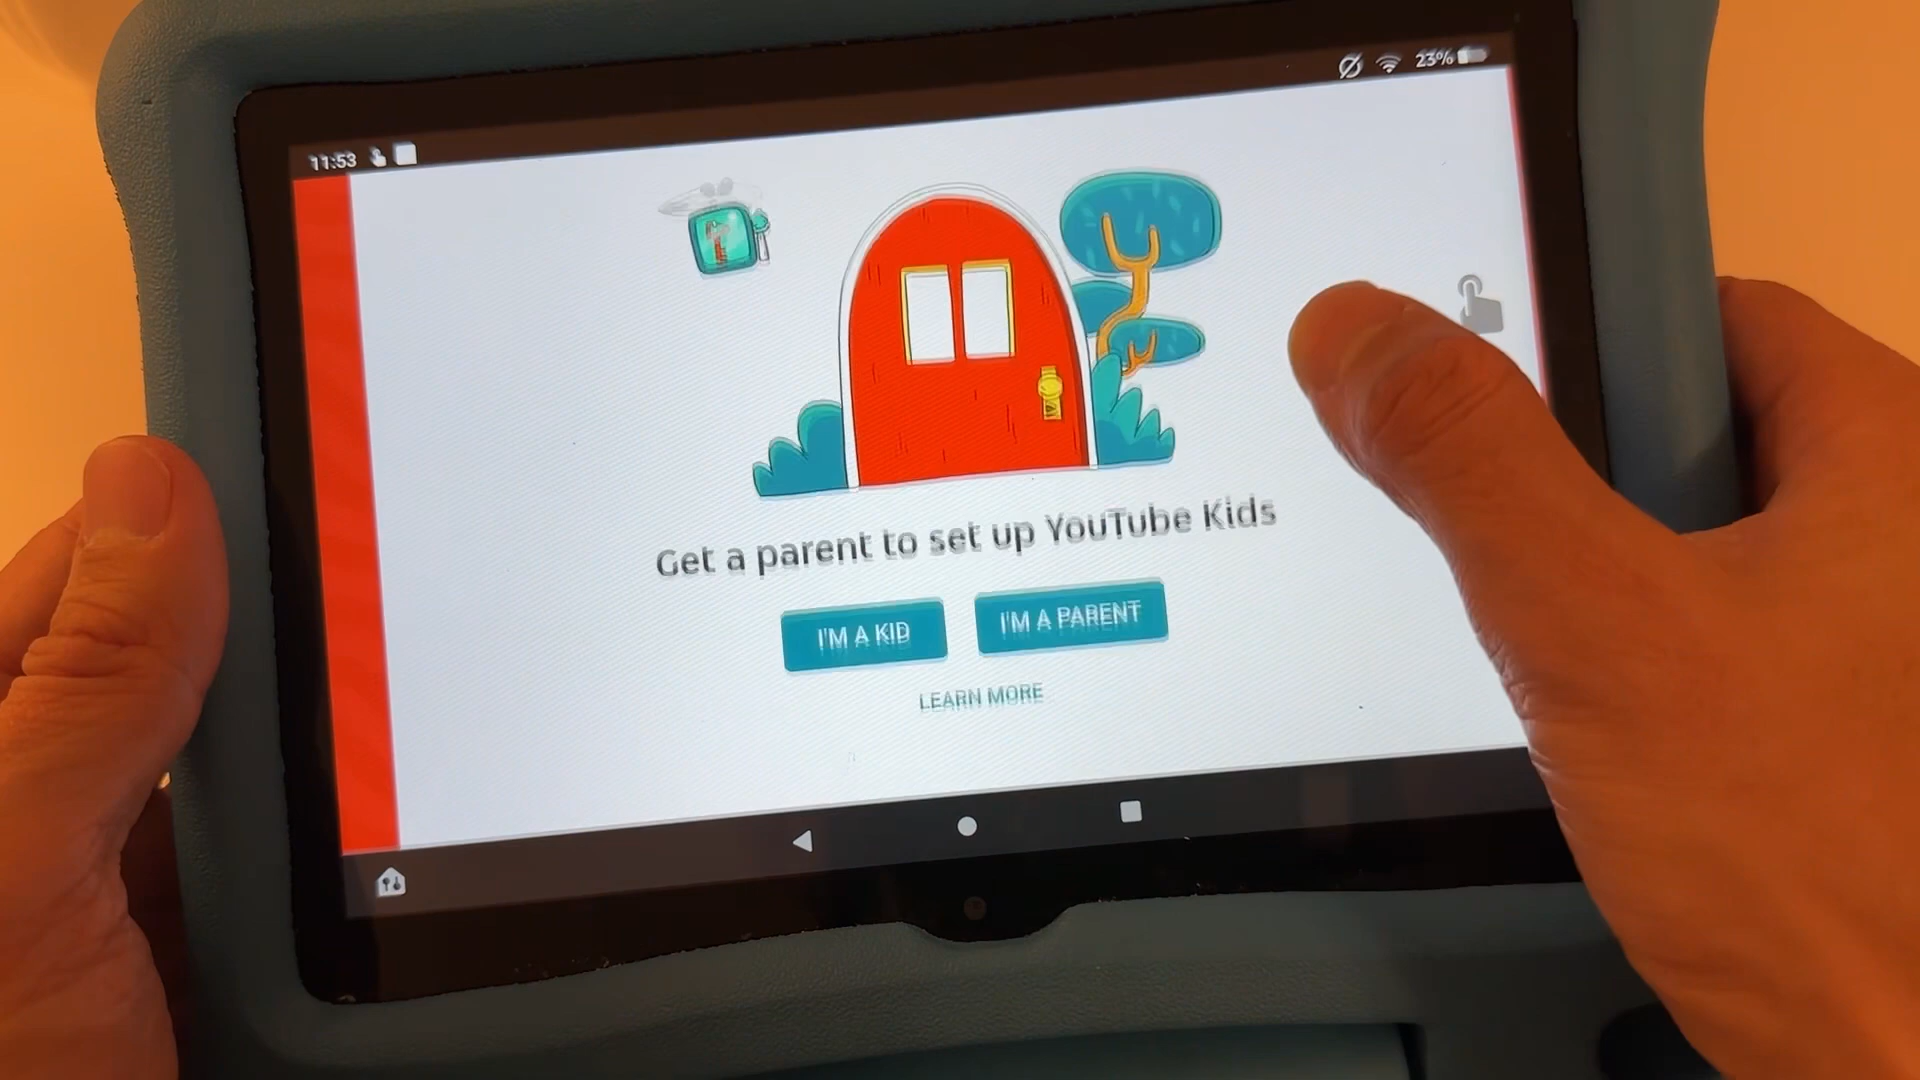 11:53
23%
Get a parent to set up YouTube Kids
I'M A KID
I'M A PARENT
LEARN MORE